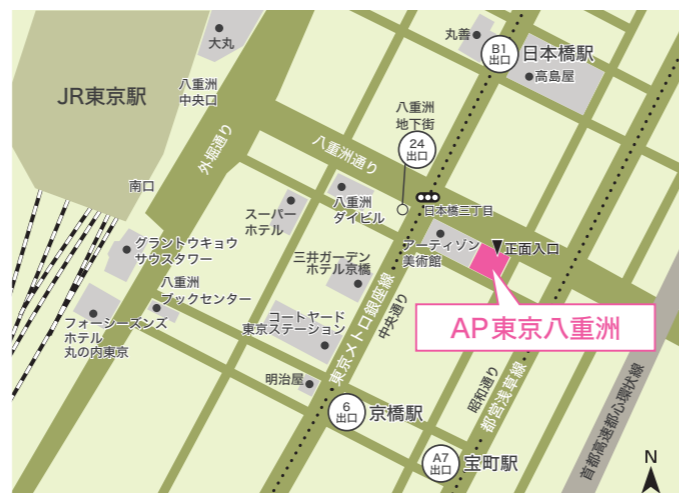 丸善
大丸
B1
出口
日本橋駅
高島屋
JR東京駅
八重洲
中央口
八重洲
地下街
24
出口
外堀通り
八重洲通り
南口
八重洲
ダイビル
日本橋三丁目
スーパー
ホテル
アーティゾン
美術館
正面入口
グラントウキョウ
サウスタワー
三井ガーデン
ホテル京橋
八重洲
ブックセンター
東京メトロ銀座線
中央通り
AP東京八重洲
フォーシーズンズ
ホテル
丸の内東京
コートヤード
東京ステーション
昭和通り
都営浅草線
首都高速都心環状線
明治屋
6
出口
京橋駅
A7
出口
宝町駅
N